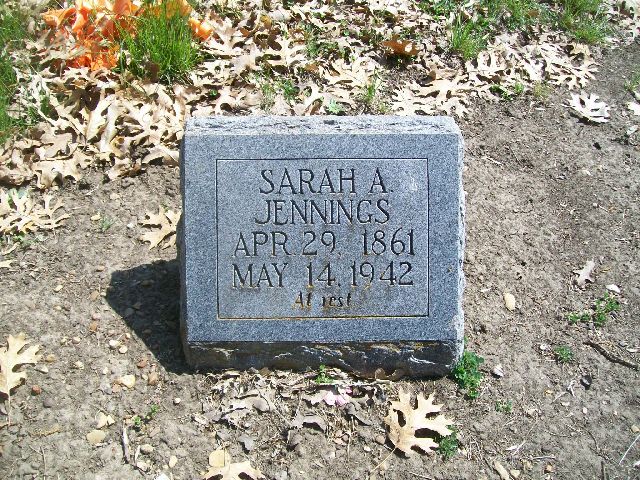 SARAH A.
JENNINGS
APR. 29, 1861
MAY 14, 1942
At rest